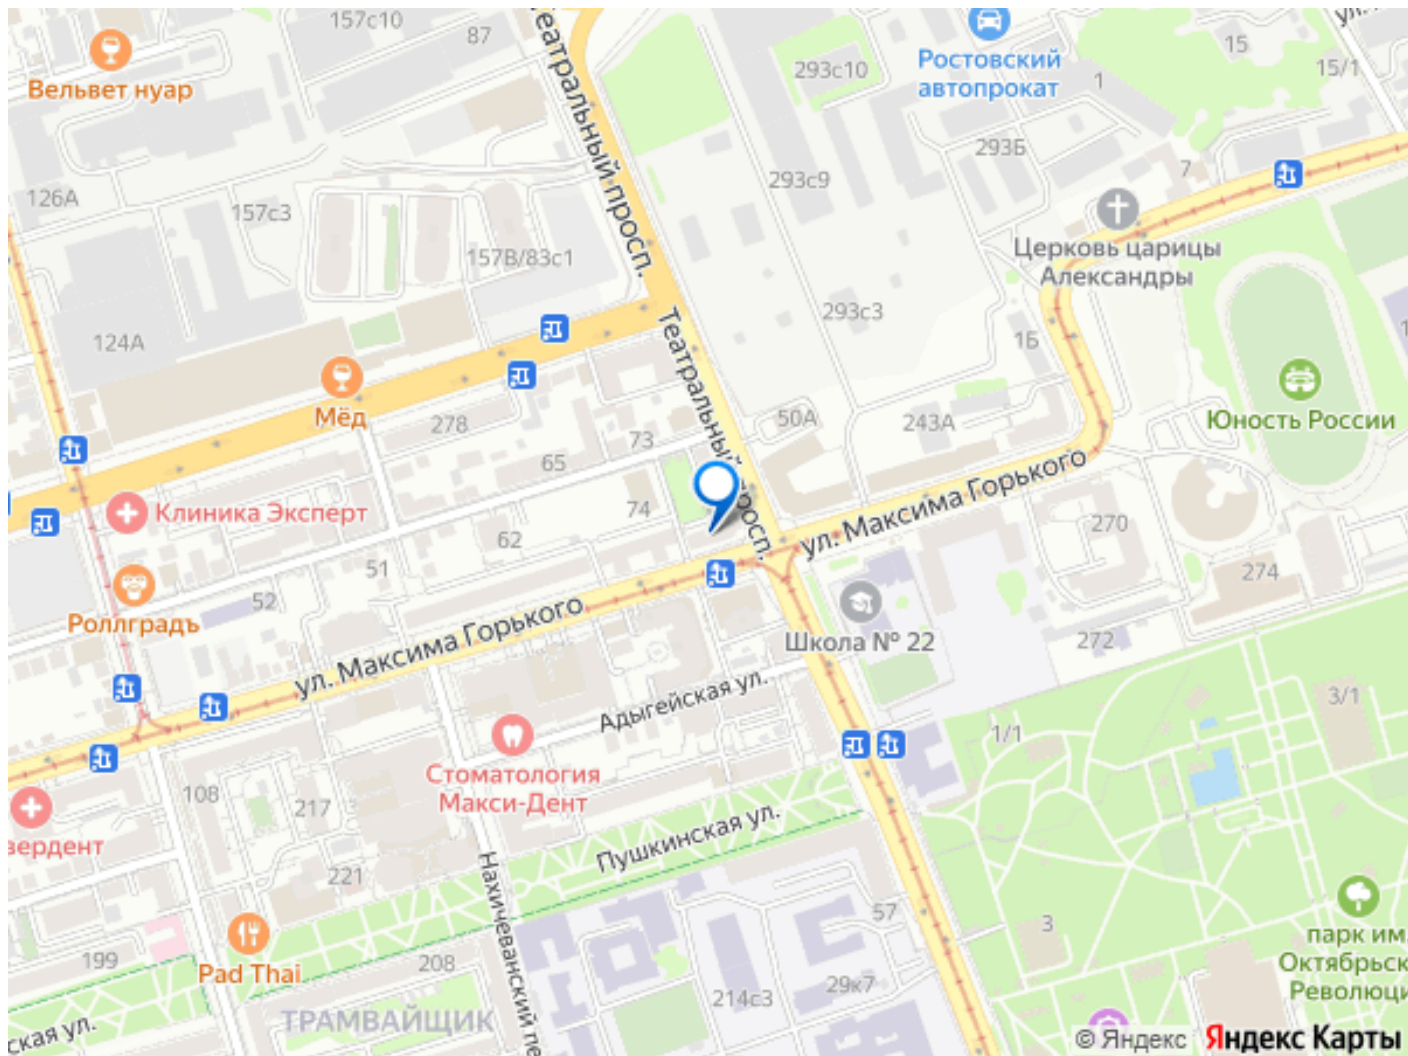 157с10
87
Театральный просп.
Вельвет нуар
293с10
Ростовский
автопрокат
1
15
15/1
ул.
293Б
126А
157с3
293с9
7
157В/83с1
Церковь царицы
Александры
124А
293с3
1Б
Театральный просп.
Мёд
278
73
50А
243А
Юность России
65
Клиника Эксперт
74
ул. Максима Горького
270
62
51
274
Роллградъ
52
ул. Максима Горького
Школа № 22
272
Адыгейская ул.
3/1
1/1
Стоматология
Макси-Дент
108
217
вердент
Пушкинская ул.
221
Нахичеванский пе
57
3
парк им.
Октябрьск
Революци
199
Pad Thai
208
29к7
214с3
ТРАМВАЙЩИК
ская ул.
© Яндекс Яндекс Карты